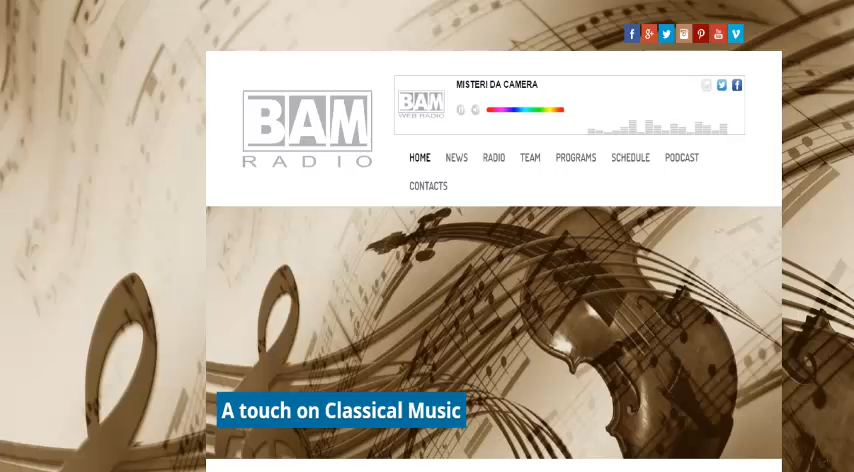 BAM
RADIO
MISTERI DA CAMERA
BAM
WEB RADIO
HOME NEWS RADIO TEAM PROGRAMS SCHEDULE PODCAST
CONTACTS
A touch on Classical Music